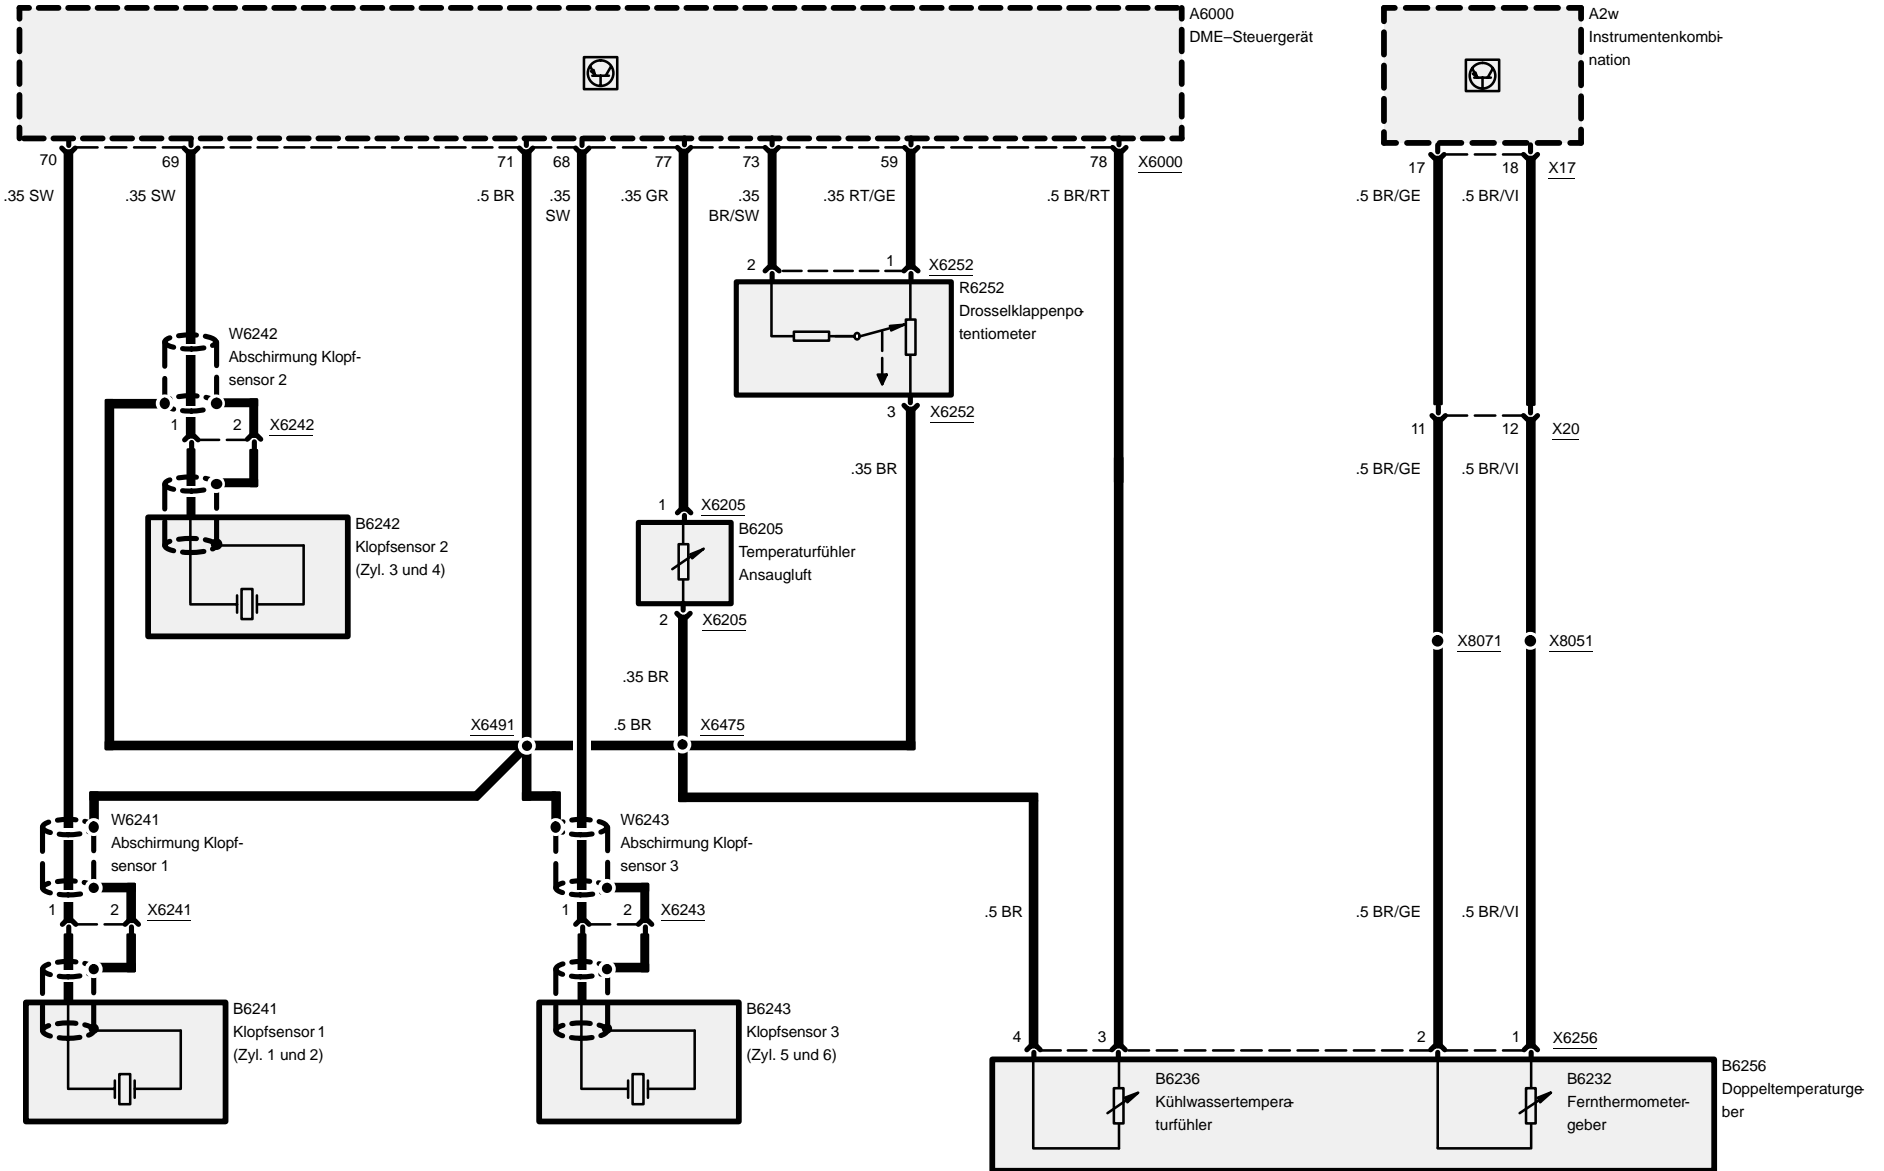 A6000
DME–Steuergerät
A2w
Instrumentenkombi-
nation
70
69
71
68
77
73
59
78
X6000
17
18
X17
.35 SW
.35 SW
.5 BR
.35
SW
.35 GR
.35
BR/SW
.35 RT/GE
.5 BR/RT
.5 BR/GE
.5 BR/VI
2
1
X6252
R6252
Drosselklappenpo-
tentiometer
W6242
Abschirmung Klopf-
sensor 2
3
X6252
1
2
X6242
11
12
X20
.35 BR
.5 BR/GE
.5 BR/VI
1
X6205
B6242
Klopfsensor 2
(Zyl. 3 und 4)
B6205
Temperaturfühler
Ansaugluft
2
X6205
X8071
X8051
.35 BR
X6491
.5 BR
X6475
W6241
Abschirmung Klopf-
sensor 1
W6243
Abschirmung Klopf-
sensor 3
1
2
X6241
1
2
X6243
.5 BR
.5 BR/GE
.5 BR/VI
B6241
Klopfsensor 1
(Zyl. 1 und 2)
B6243
Klopfsensor 3
(Zyl. 5 und 6)
4
3
2
1
X6256
B6236
Kühlwassertempera-
turfühler
B6232
Fernthermometer-
geber
B6256
Doppeltemperaturge-
ber